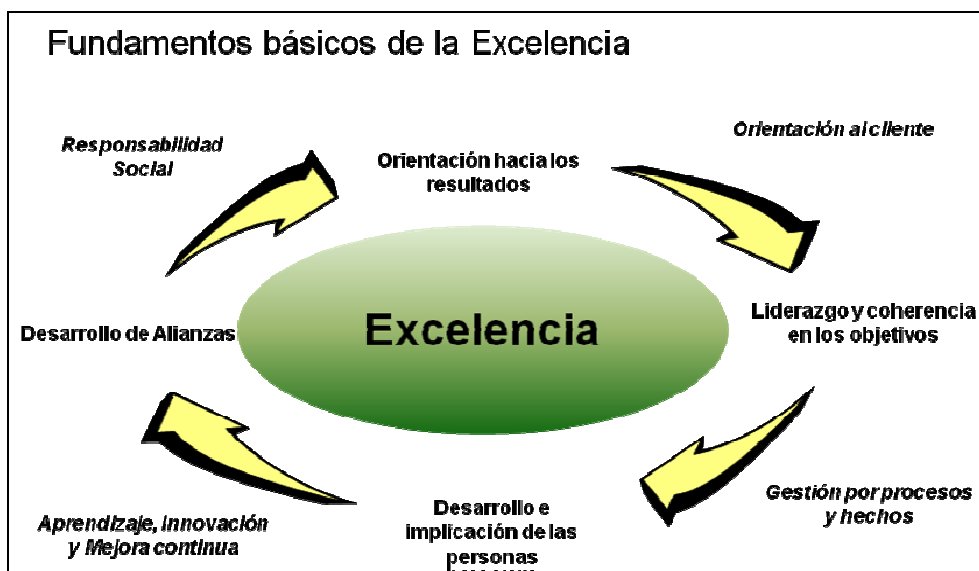 Fundamentos básicos de la Excelencia
Responsabilidad
Social
Orientación hacia los
resultados
Orientación al cliente
Desarrollo de Alianzas
Excelencia
Liderazgo y coherencia
en los objetivos
Aprendizaje, innovación
y Mejora continua
Desarrollo e
implicación de las
personas
Gestión por procesos
y hechos